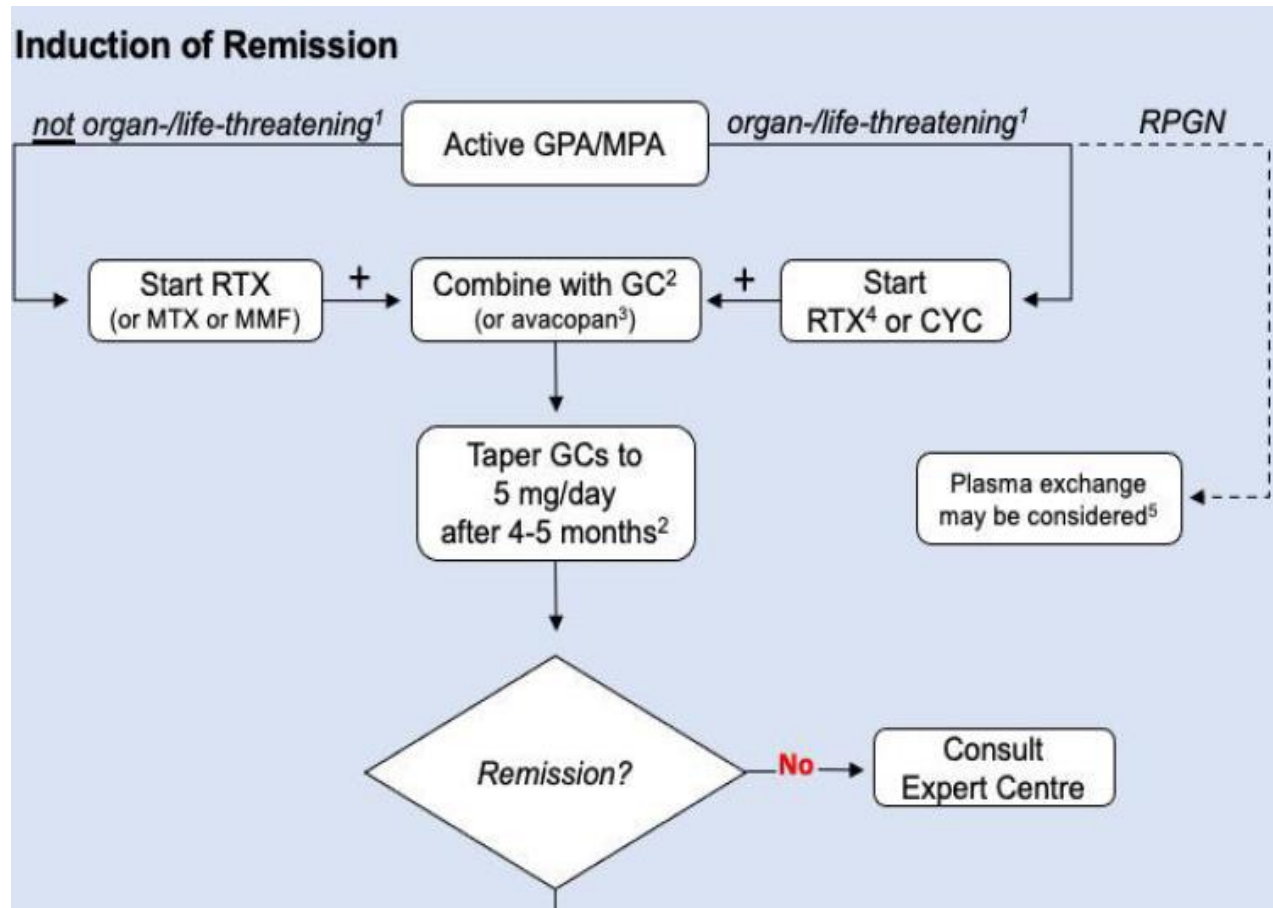 Induction of Remission
not organ-/life-threatening¹
Active GPA/MPA
organ-/life-threatening¹
RPGN
Start RTX
(or MTX or MMF)
+
Combine with GC²
(or avacopan³)
+
Start
RTX⁴ or CYC
Taper GCs to
5 mg/day
after 4-5 months²
Plasma exchange
may be considered⁵
Remission?
No
Consult
Expert Centre